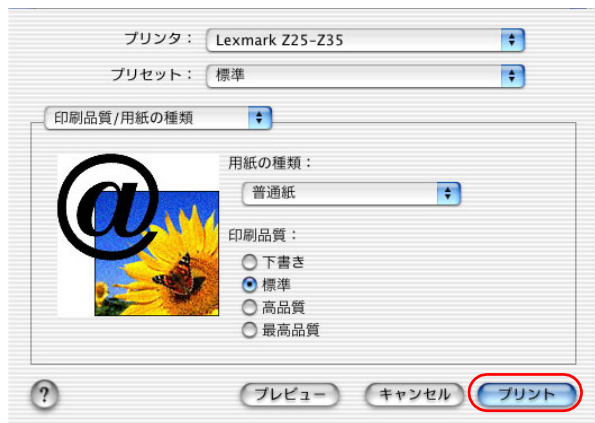 プリンタ： Lexmark Z25-Z35
プリセット： 標準
印刷品質/用紙の種類
@
用紙の種類：
普通紙
印刷品質：
下書き
標準
高品質
最高品質
? プレビュー キャンセル プリント